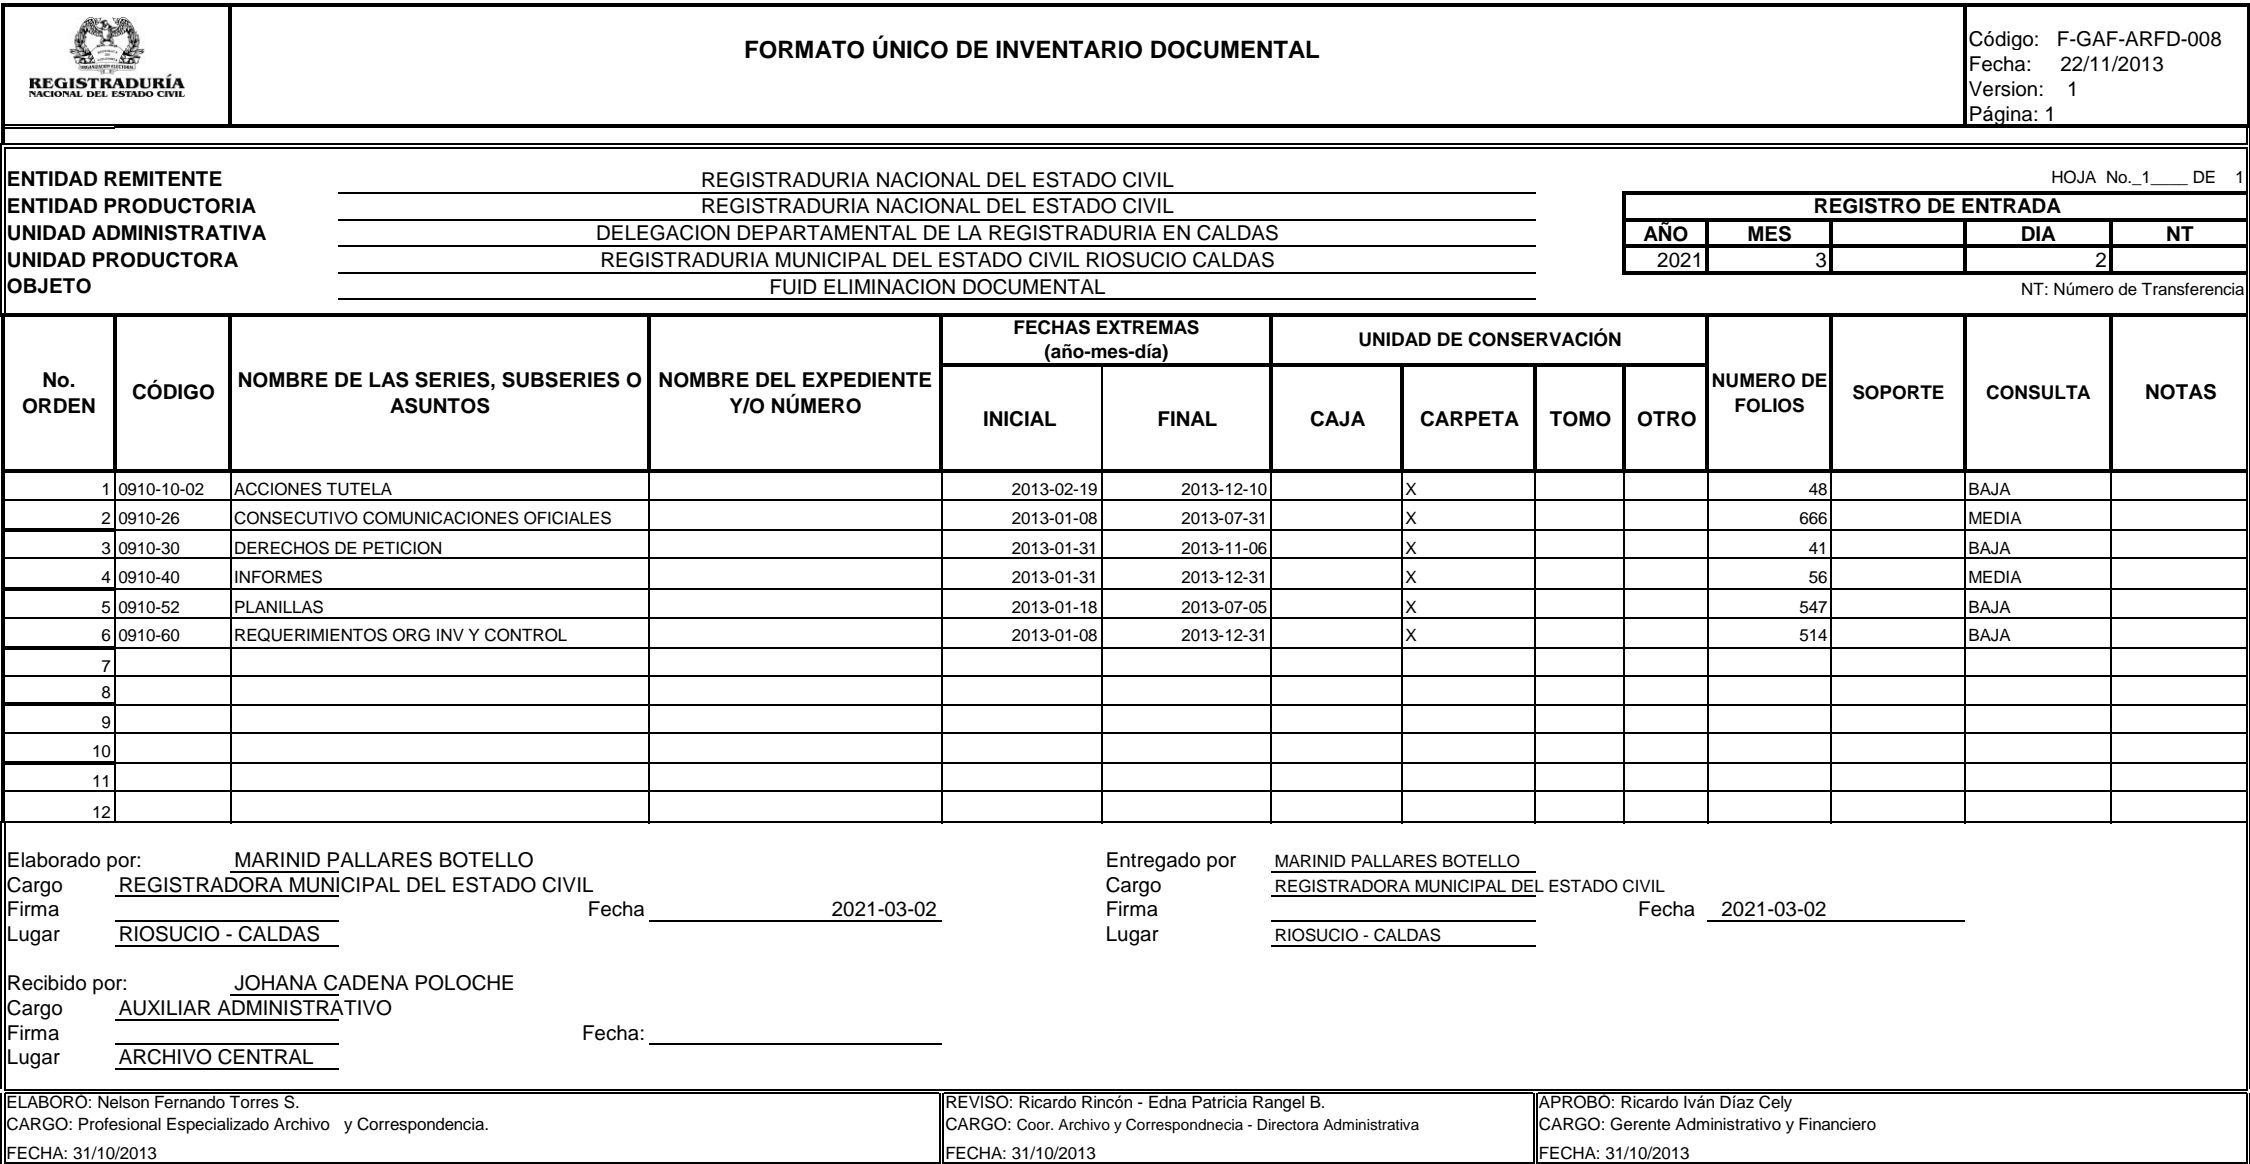 REGISTRADURÍA
NACIONAL DEL ESTADO CIVIL
FORMATO ÚNICO DE INVENTARIO DOCUMENTAL
Código: F-GAF-ARFD-008
Fecha: 22/11/2013
Version: 1
Página: 1
HOJA No._1____ DE 1
ENTIDAD REMITENTE REGISTRADURIA NACIONAL DEL ESTADO CIVIL
ENTIDAD PRODUCTORIA REGISTRADURIA NACIONAL DEL ESTADO CIVIL
UNIDAD ADMINISTRATIVA DELEGACION DEPARTAMENTAL DE LA REGISTRADURIA EN CALDAS
UNIDAD PRODUCTORA REGISTRADURIA MUNICIPAL DEL ESTADO CIVIL RIOSUCIO CALDAS
OBJETO FUID ELIMINACION DOCUMENTAL
REGISTRO DE ENTRADA
AÑO MES DIA NT
2021 3 2
NT: Número de Transferencia
No. ORDEN CÓDIGO NOMBRE DE LAS SERIES, SUBSERIES O ASUNTOS NOMBRE DEL EXPEDIENTE Y/O NÚMERO FECHAS EXTREMAS (año-mes-día) UNIDAD DE CONSERVACIÓN NUMERO DE FOLIOS SOPORTE CONSULTA NOTAS
INICIAL FINAL CAJA CARPETA TOMO OTRO
1 0910-10-02 ACCIONES TUTELA 2013-02-19 2013-12-10 X 48 BAJA
2 0910-26 CONSECUTIVO COMUNICACIONES OFICIALES 2013-01-08 2013-07-31 X 666 MEDIA
3 0910-30 DERECHOS DE PETICION 2013-01-31 2013-11-06 X 41 BAJA
4 0910-40 INFORMES 2013-01-31 2013-12-31 X 56 MEDIA
5 0910-52 PLANILLAS 2013-01-18 2013-07-05 X 547 BAJA
6 0910-60 REQUERIMIENTOS ORG INV Y CONTROL 2013-01-08 2013-12-31 X 514 BAJA
7
8
9
10
11
12
Elaborado por: MARINID PALLARES BOTELLO Entregado por MARINID PALLARES BOTELLO
Cargo REGISTRADORA MUNICIPAL DEL ESTADO CIVIL Cargo REGISTRADORA MUNICIPAL DEL ESTADO CIVIL
Firma Fecha 2021-03-02 Firma Fecha 2021-03-02
Lugar RIOSUCIO - CALDAS Lugar RIOSUCIO - CALDAS
Recibido por: JOHANA CADENA POLOCHE
Cargo AUXILIAR ADMINISTRATIVO
Firma Fecha:
Lugar ARCHIVO CENTRAL
ELABORÓ: Nelson Fernando Torres S. REVISO: Ricardo Rincón - Edna Patricia Rangel B. APROBÓ: Ricardo Iván Díaz Cely
CARGO: Profesional Especializado Archivo y Correspondencia. CARGO: Coor. Archivo y Correspondnecia - Directora Administrativa CARGO: Gerente Administrativo y Financiero
FECHA: 31/10/2013 FECHA: 31/10/2013 FECHA: 31/10/2013